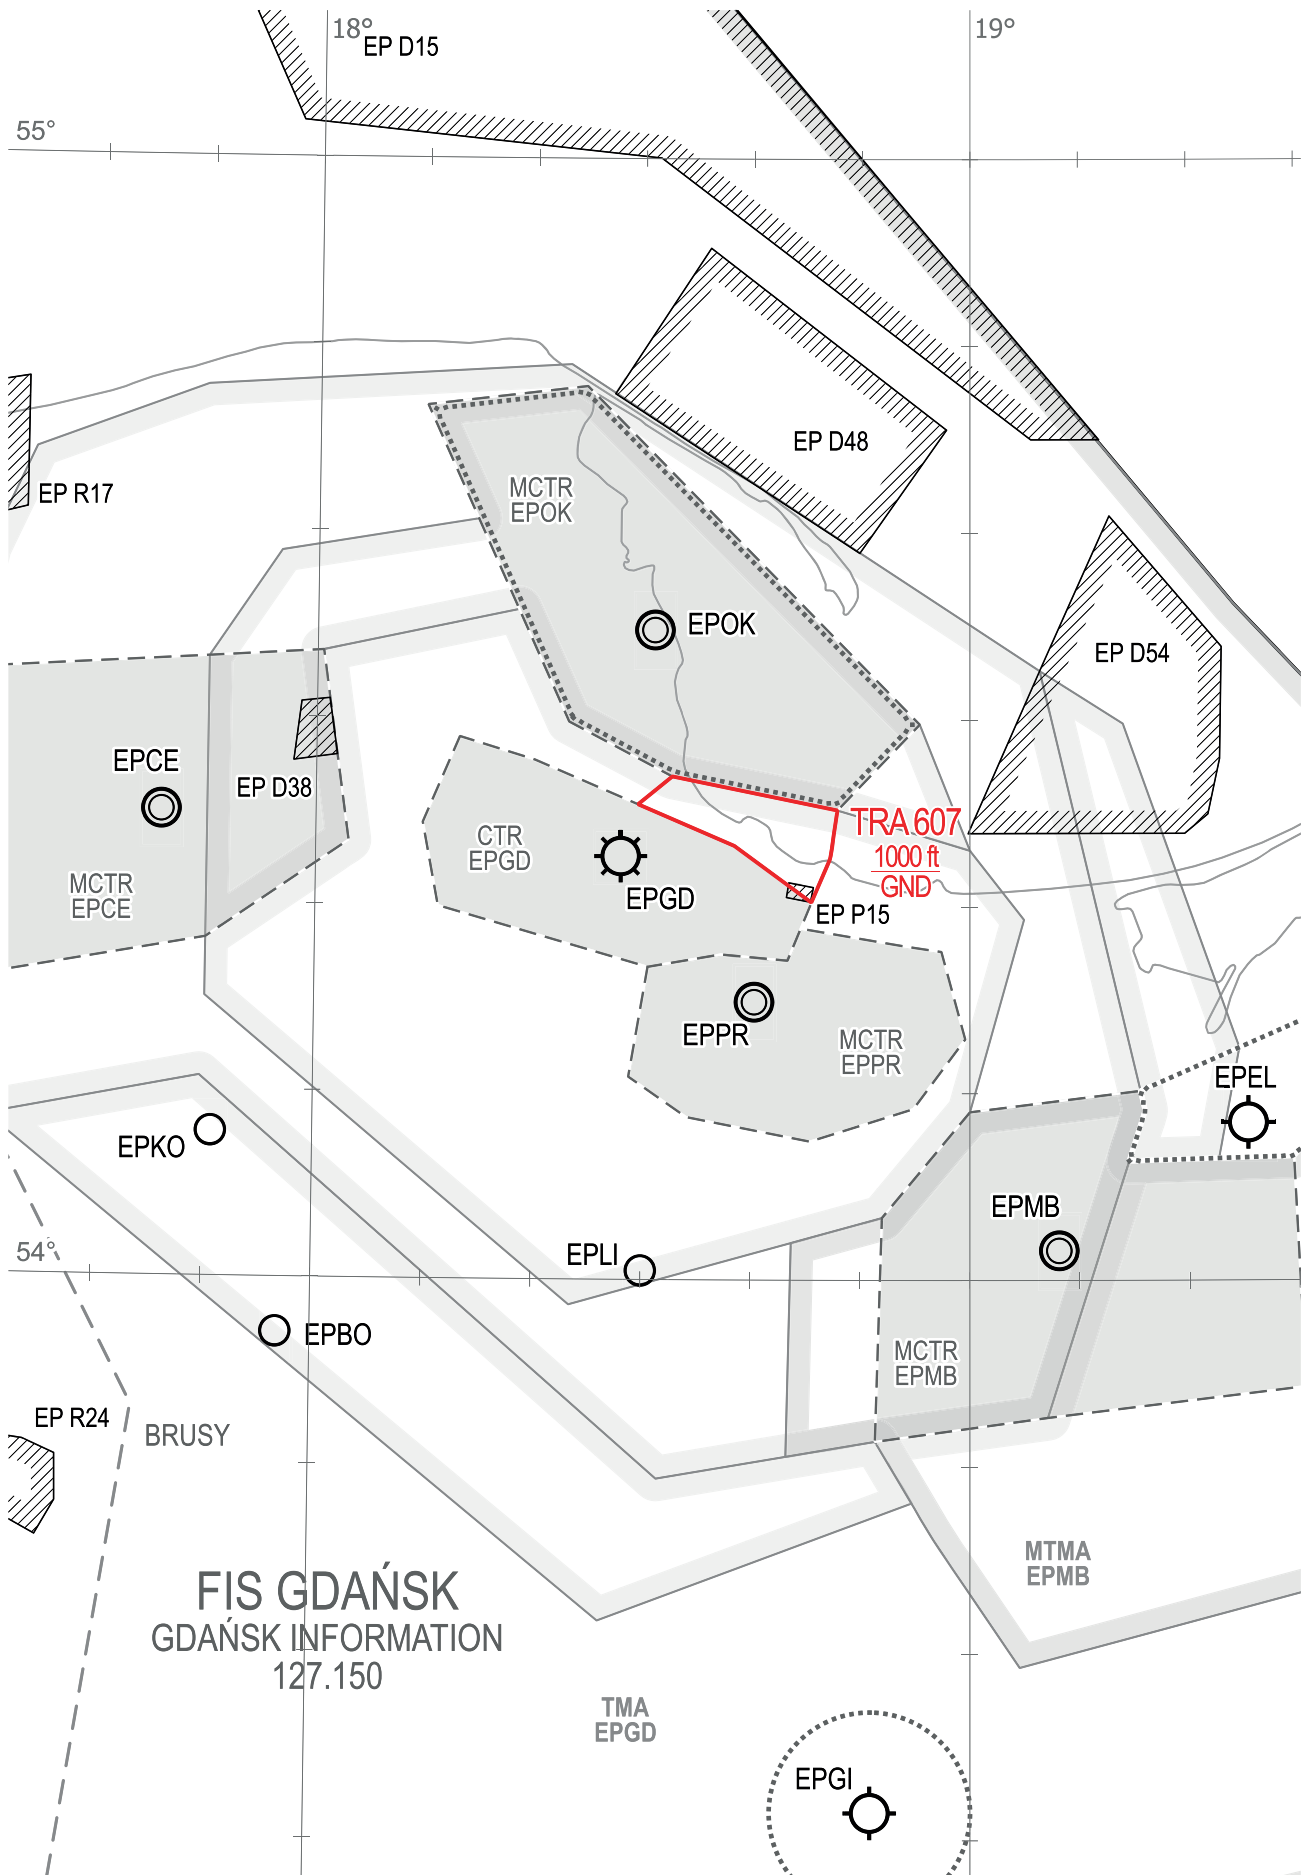 18°
19°
EP D15
55°
EP D48
EP R17
MCTR
EPOK
EPOK
EP D54
EPCE
EP D38
TRA 607
1000 ft
GND
CTR
EPGD
MCTR
EPCE
EPGD
EP P15
EPPR
MCTR
EPPR
EPEL
EPKO
EPMB
54°
EPLI
EPBO
MCTR
EPMB
EP R24
BRUSY
MTMA
EPMB
FIS GDAŃSK
GDAŃSK INFORMATION
127.150
TMA
EPGD
EPGI